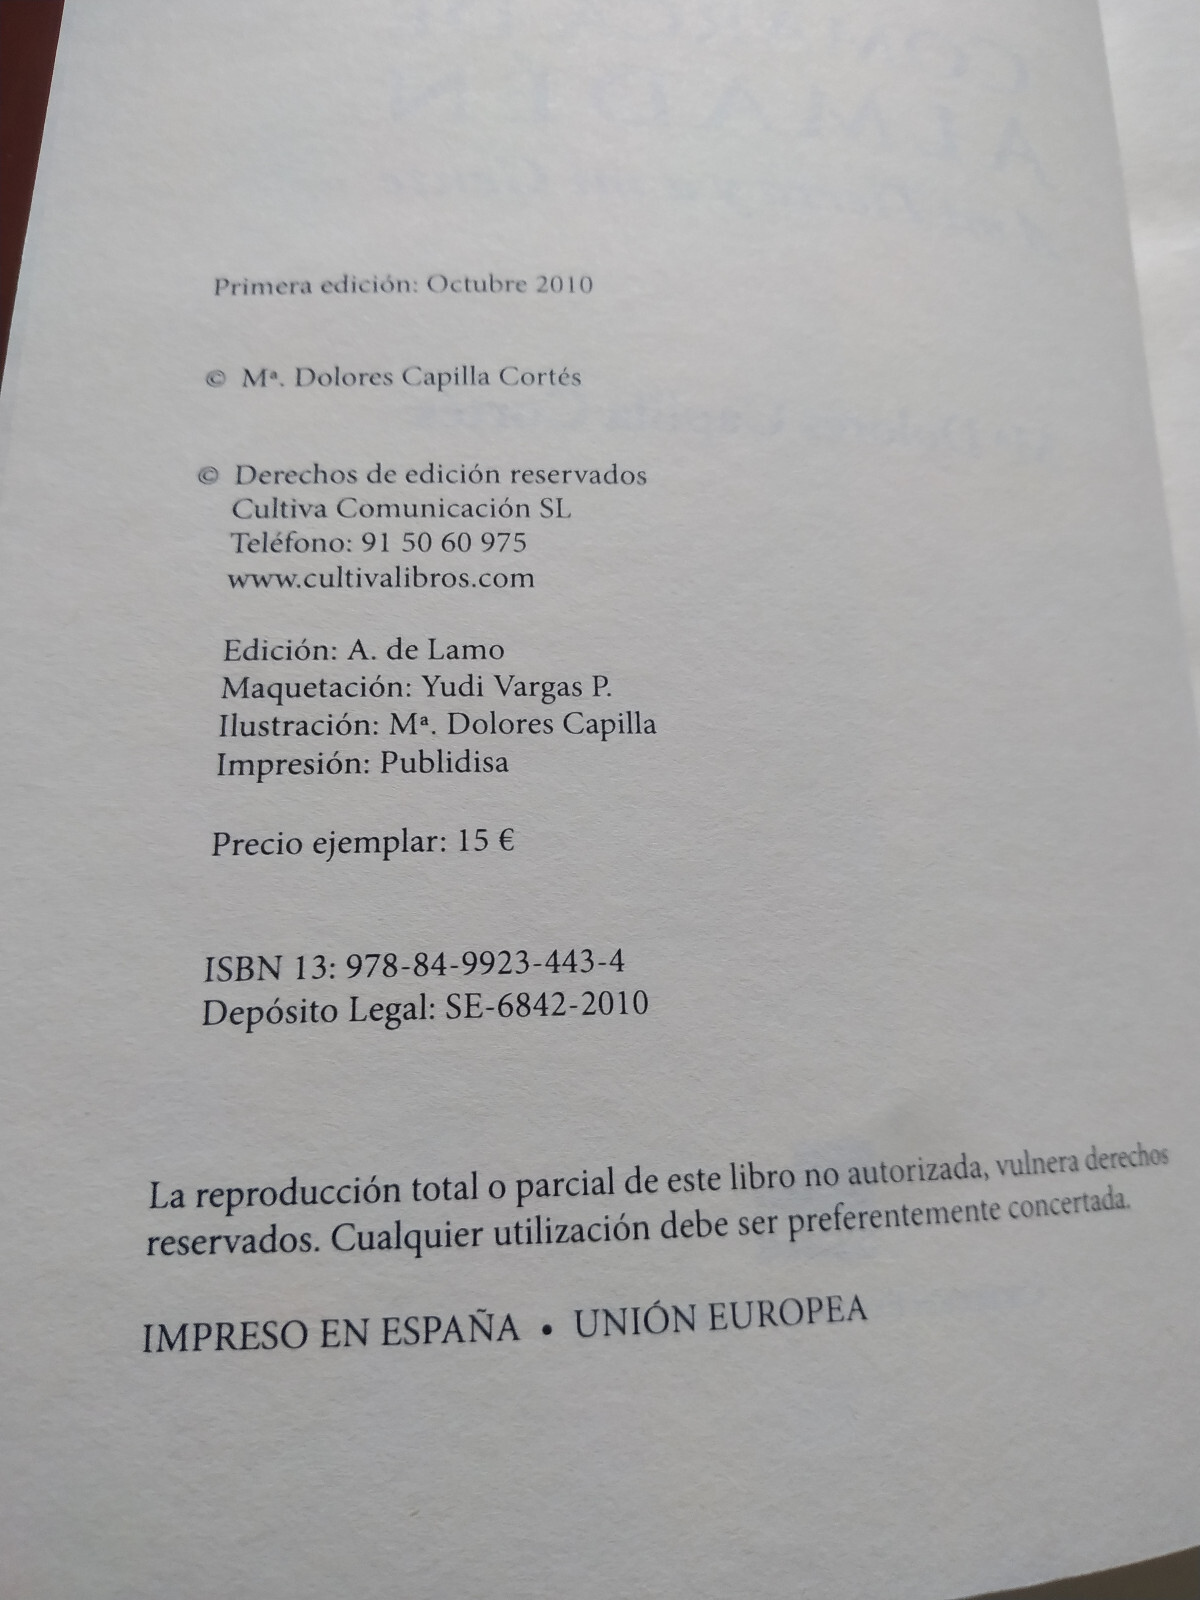 Primera edición: Octubre 2010
© Mª. Dolores Capilla Cortés
© Derechos de edición reservados
Cultiva Comunicación SL
Teléfono: 91 50 60 975
www.cultivalibros.com
Edición: A. de Lamo
Maquetación: Yudi Vargas P.
Ilustración: Mª. Dolores Capilla
Impresión: Publidisa
Precio ejemplar: 15 €
ISBN 13: 978-84-9923-443-4
Depósito Legal: SE-6842-2010
La reproducción total o parcial de este libro no autorizada, vulnera derechos
reservados. Cualquier utilización debe ser preferentemente concertada.
IMPRESO EN ESPAÑA • UNIÓN EUROPEA